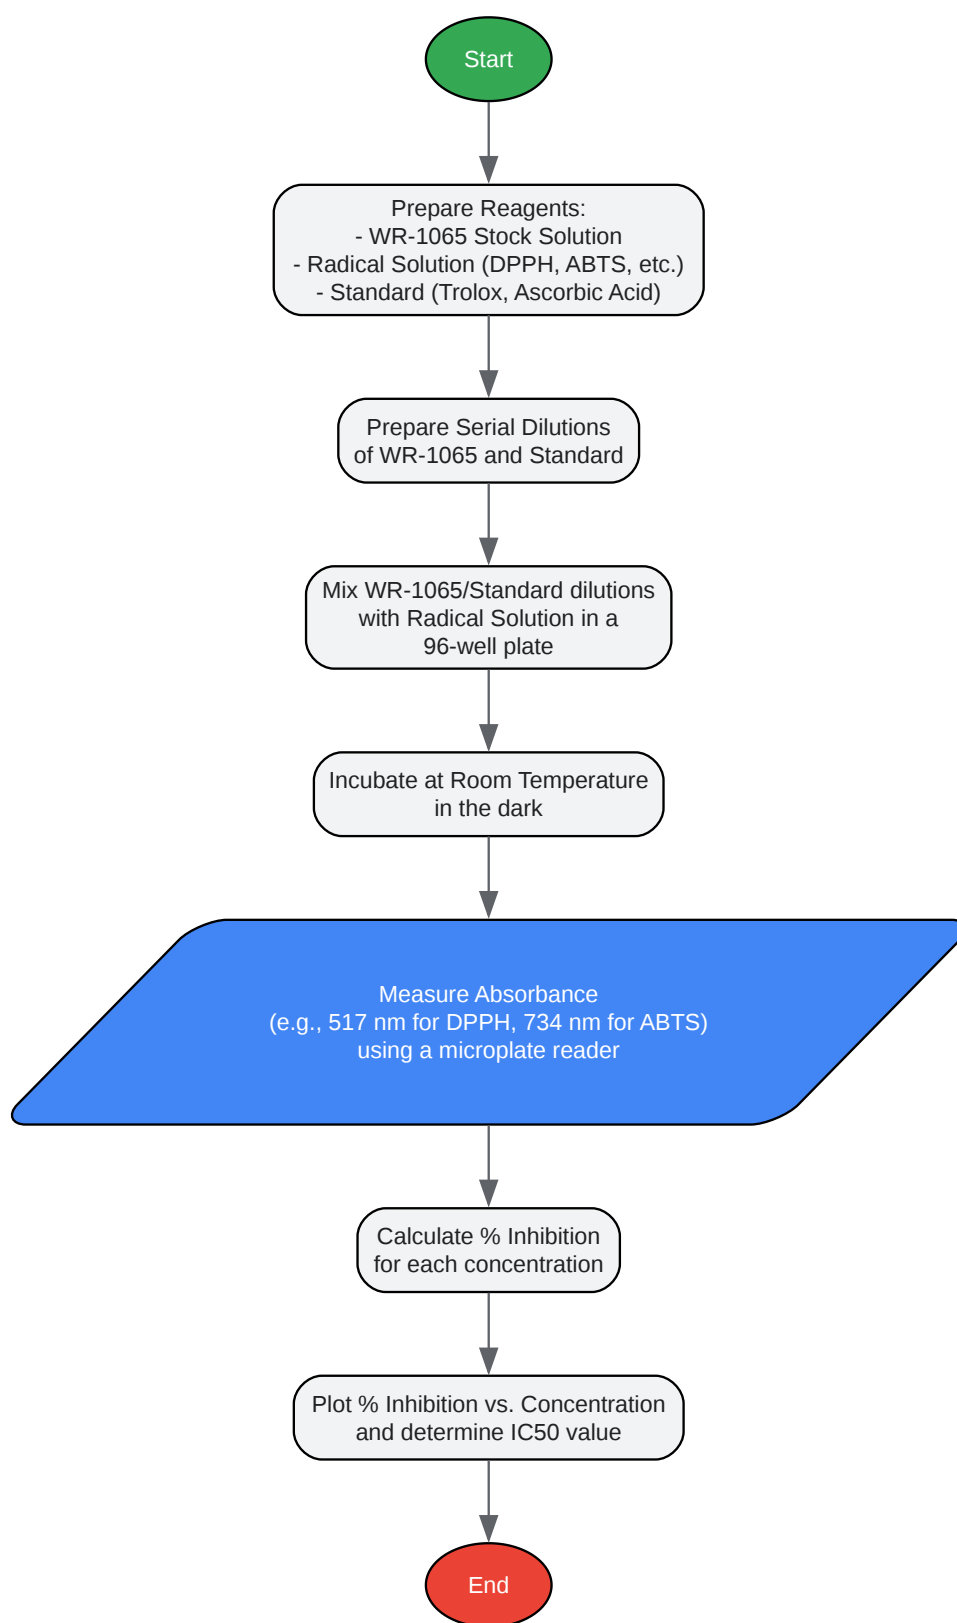 Start
Prepare Reagents:
- WR-1065 Stock Solution
- Radical Solution (DPPH, ABTS, etc.)
- Standard (Trolox, Ascorbic Acid)
Prepare Serial Dilutions
of WR-1065 and Standard
Mix WR-1065/Standard dilutions
with Radical Solution in a
96-well plate
Incubate at Room Temperature
in the dark
Measure Absorbance
(e.g., 517 nm for DPPH, 734 nm for ABTS)
using a microplate reader
Calculate % Inhibition
for each concentration
Plot % Inhibition vs. Concentration
and determine IC50 value
End